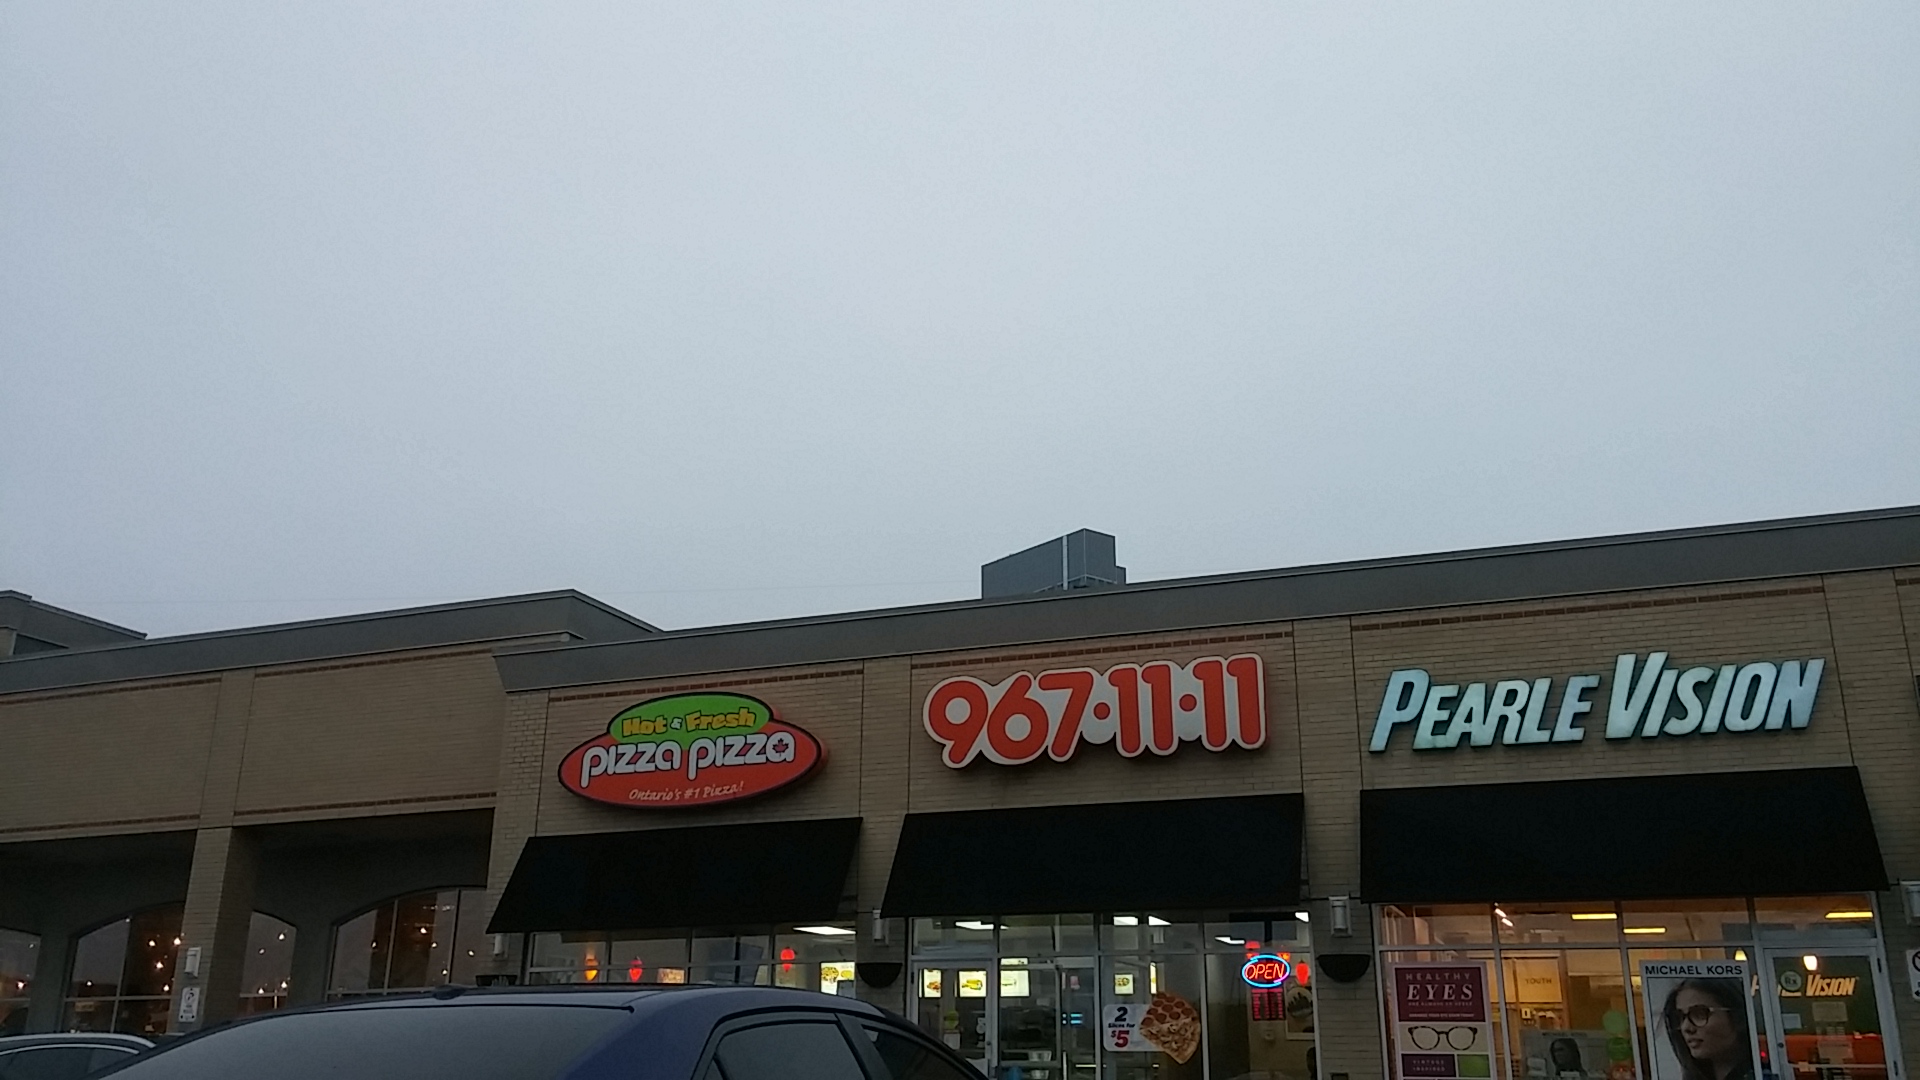 Hot & Fresh
pizza pizza
Ontario's #1 Pizza!
967·11·11
PEARLE VISION
OPEN
2
Slices for
$5
HEALTHY
EYES
YOUTH
MICHAEL KORS
VISION